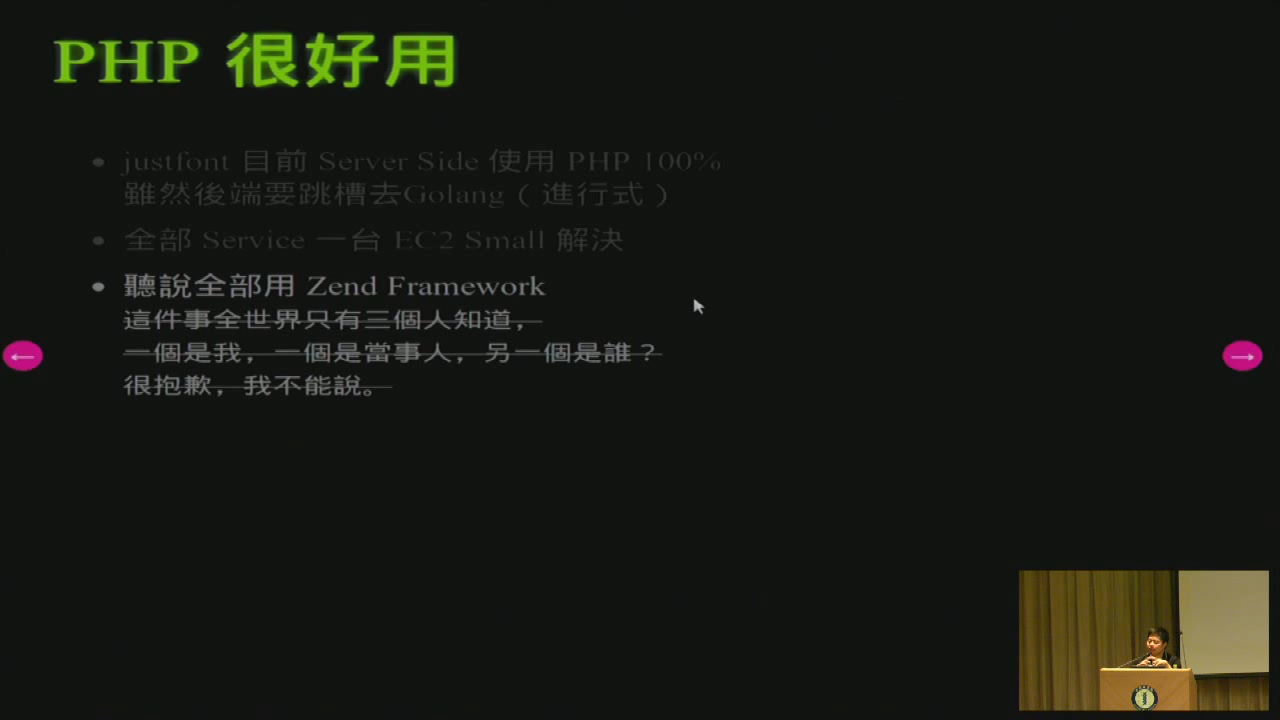 PHP 很好用
justfont 目前 Server Side 使用 PHP 100%
雖然後端要跳槽去Golang（進行式）
全部 Service 一台 EC2 Small 解決
聽說全部用 Zend Framework
這件事全世界只有三個人知道，
一個是我，一個是當事人，另一個是誰？
很抱歉，我不能說。